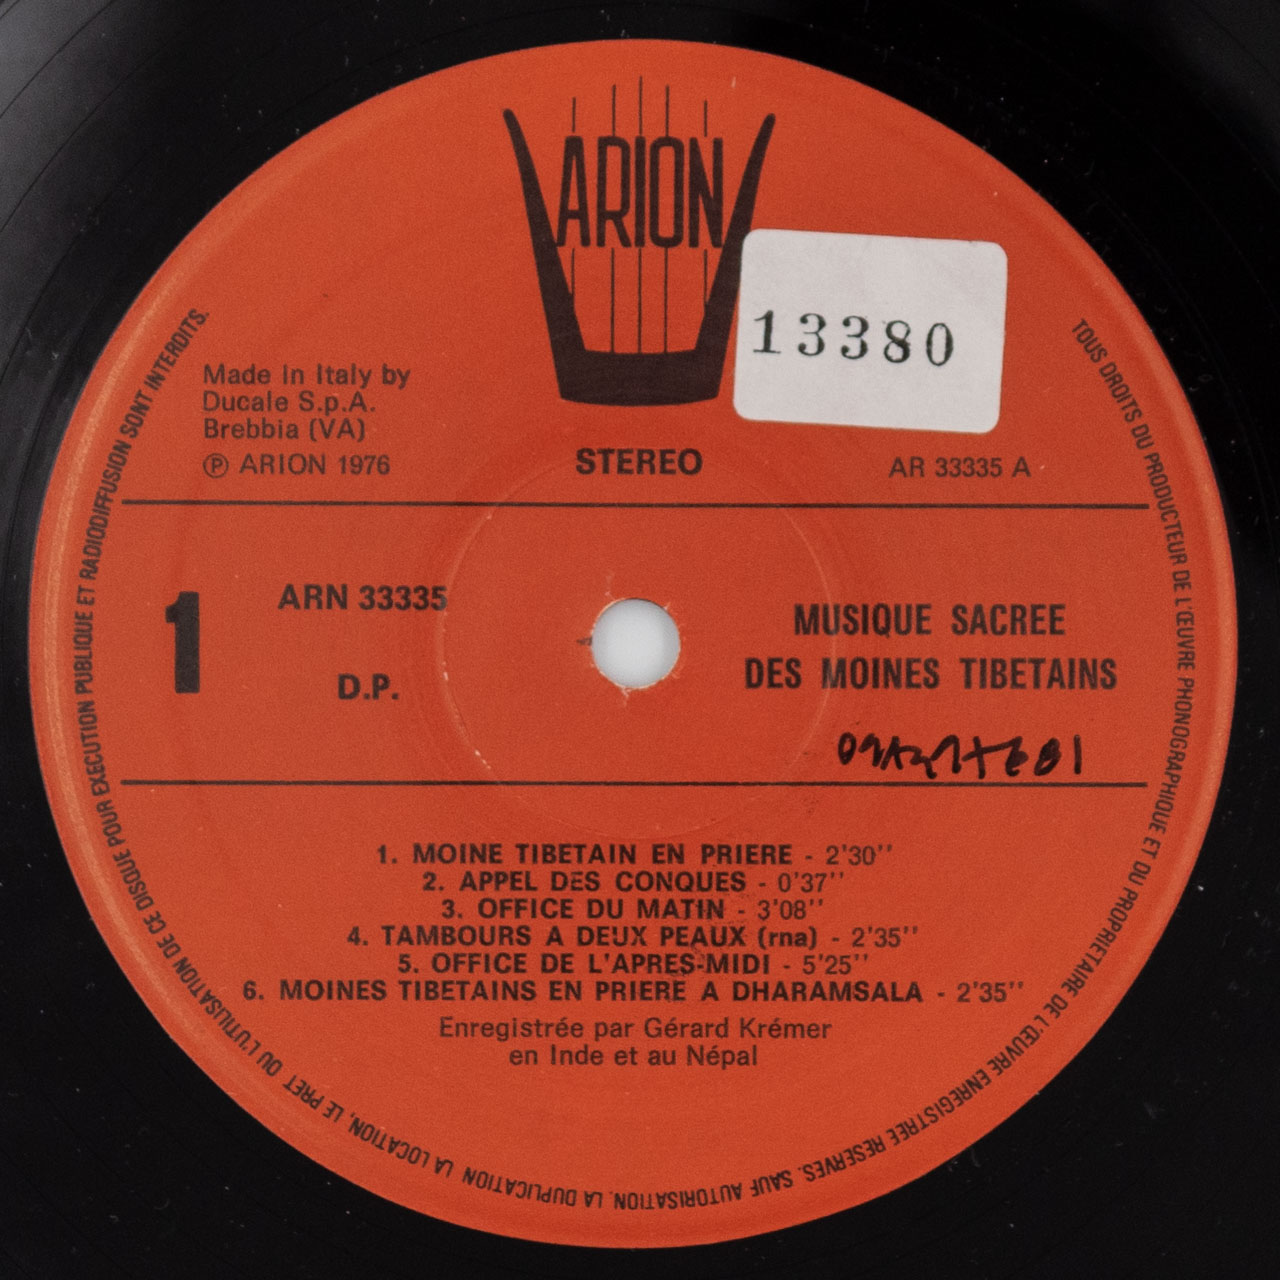 ARION
13380
Made in Italy by
Ducale S.p.A.
Brebbia (VA)
℗ ARION 1976
STEREO
AR 33335 A
1
ARN 33335
D.P.
MUSIQUE SACREE
DES MOINES TIBETAINS
1. MOINE TIBETAIN EN PRIERE - 2'30''
2. APPEL DES CONQUES - 0'37''
3. OFFICE DU MATIN - 3'08''
4. TAMBOURS A DEUX PEAUX (rna) - 2'35''
5. OFFICE DE L'APRES-MIDI - 5'25''
6. MOINES TIBETAINS EN PRIERE A DHARAMSALA - 2'35''
Enregistrée par Gérard Krémer
en Inde et au Népal
TOUS DROITS DU PRODUCTEUR DE L'ŒUVRE PHONOGRAPHIQUE ET DU PROPRIETAIRE DE L'ŒUVRE ENREGISTREE RESERVES. SAUF AUTORISATION, LA DUPLICATION, LA LOCATION, LE PRET OU L'UTILISATION DE CE DISQUE POUR EXECUTION PUBLIQUE ET RADIODIFFUSION SONT INTERDITS.